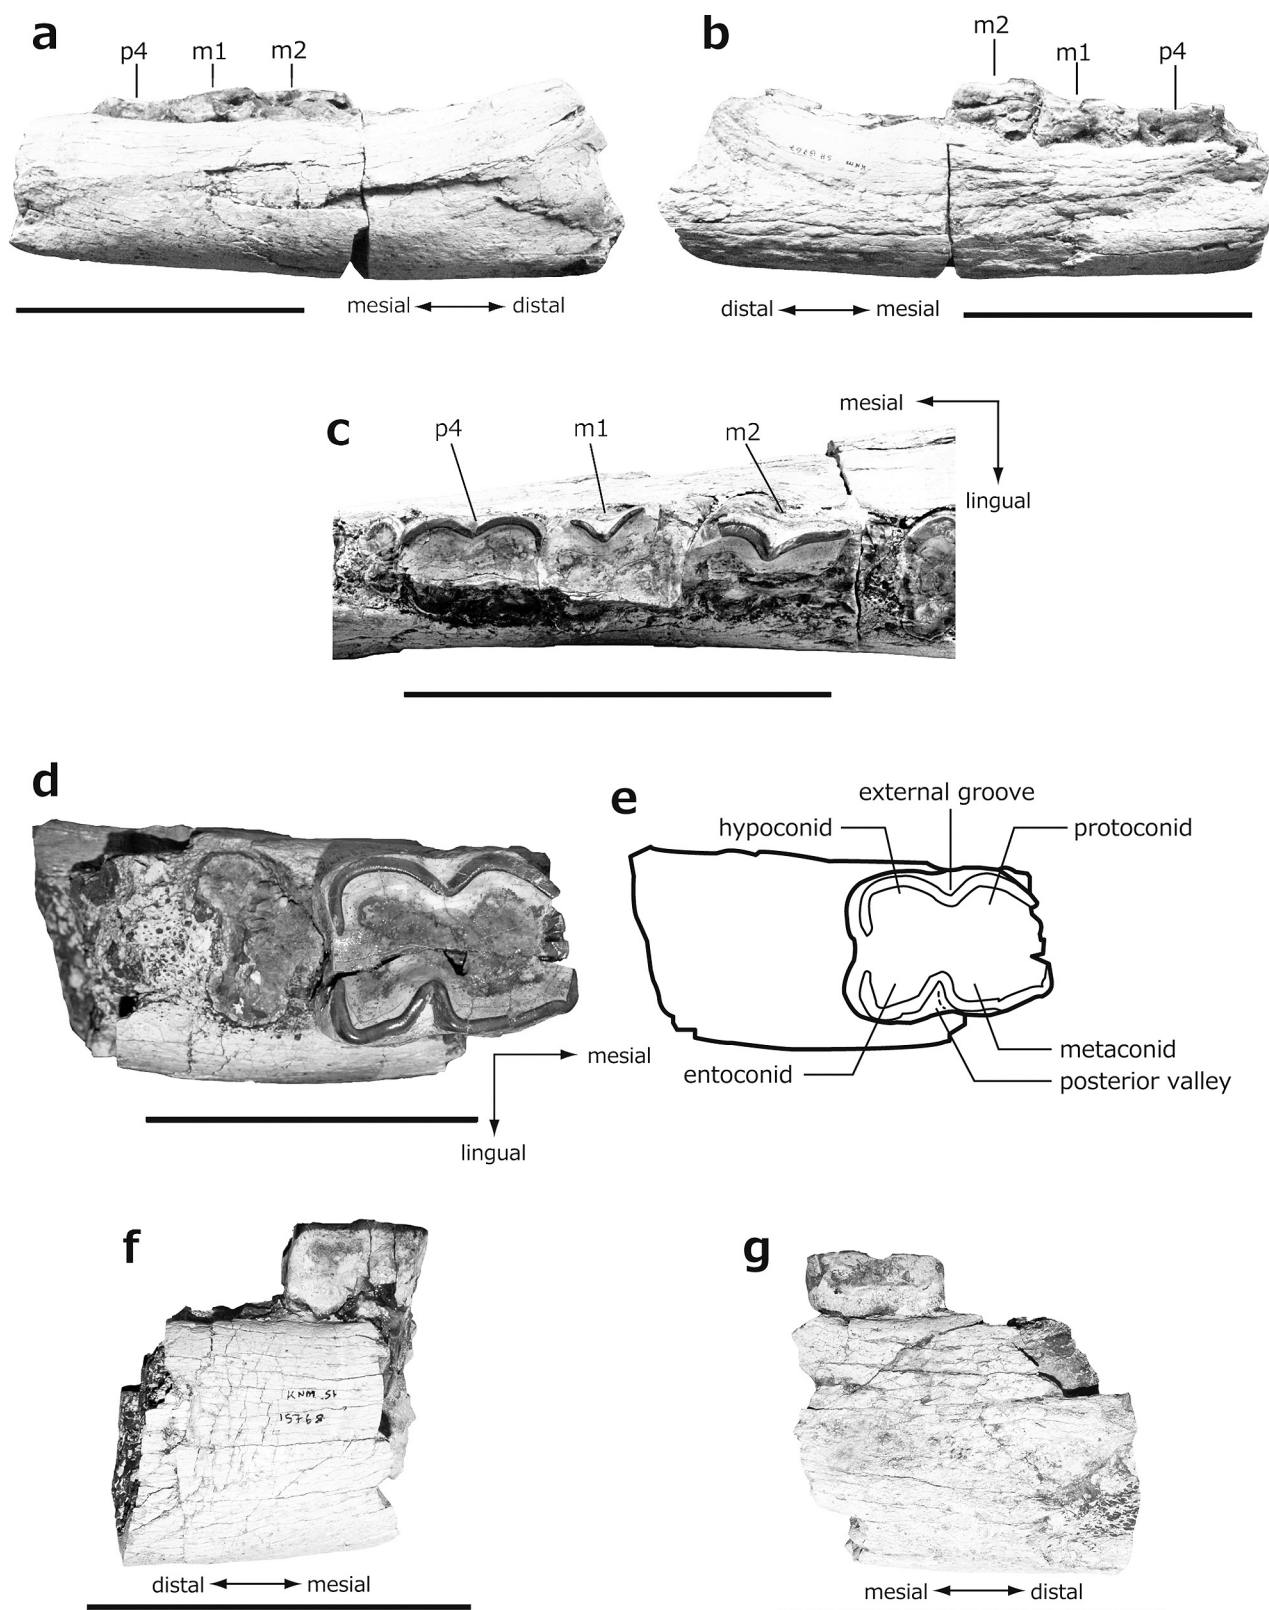 a
p4 m1 m2
mesial distal
b
m2 m1 p4
distal mesial
c
p4 m1 m2
mesial
lingual
d
mesial
lingual
e
external groove
hypoconid protoconid
metaconid
entoconid posterior valley
f
KNM SH
15768
distal mesial
g
mesial distal